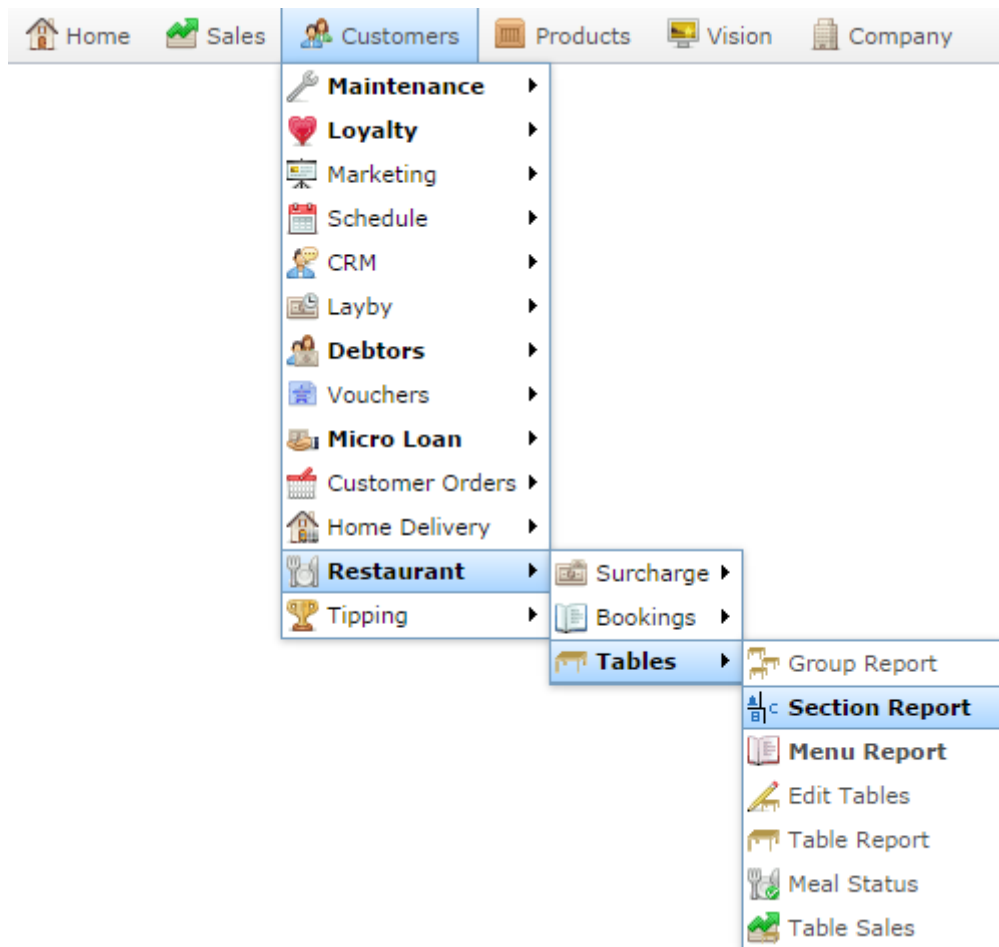 Home Sales Customers Products Vision Company
Maintenance
Loyalty
Marketing
Schedule
CRM
Layby
Debtors
Vouchers
Micro Loan
Customer Orders
Home Delivery
Restaurant
Tipping
Surcharge
Bookings
Tables
Group Report
A B C Section Report
Menu Report
Edit Tables
Table Report
Meal Status
Table Sales